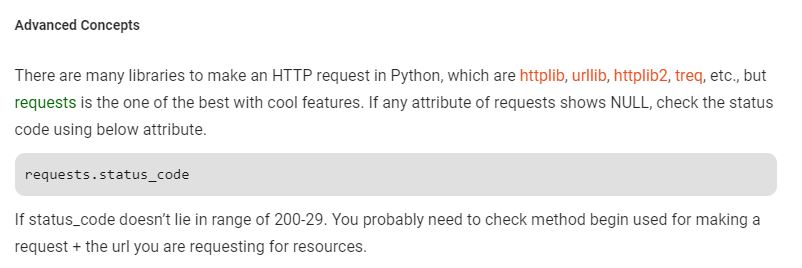 Advanced Concepts
There are many libraries to make an HTTP request in Python, which are httplib, urllib, httplib2, treq, etc., but
requests is the one of the best with cool features. If any attribute of requests shows NULL, check the status
code using below attribute.
requests.status_code
If status_code doesn't lie in range of 200-29. You probably need to check method begin used for making a
request + the url you are requesting for resources.